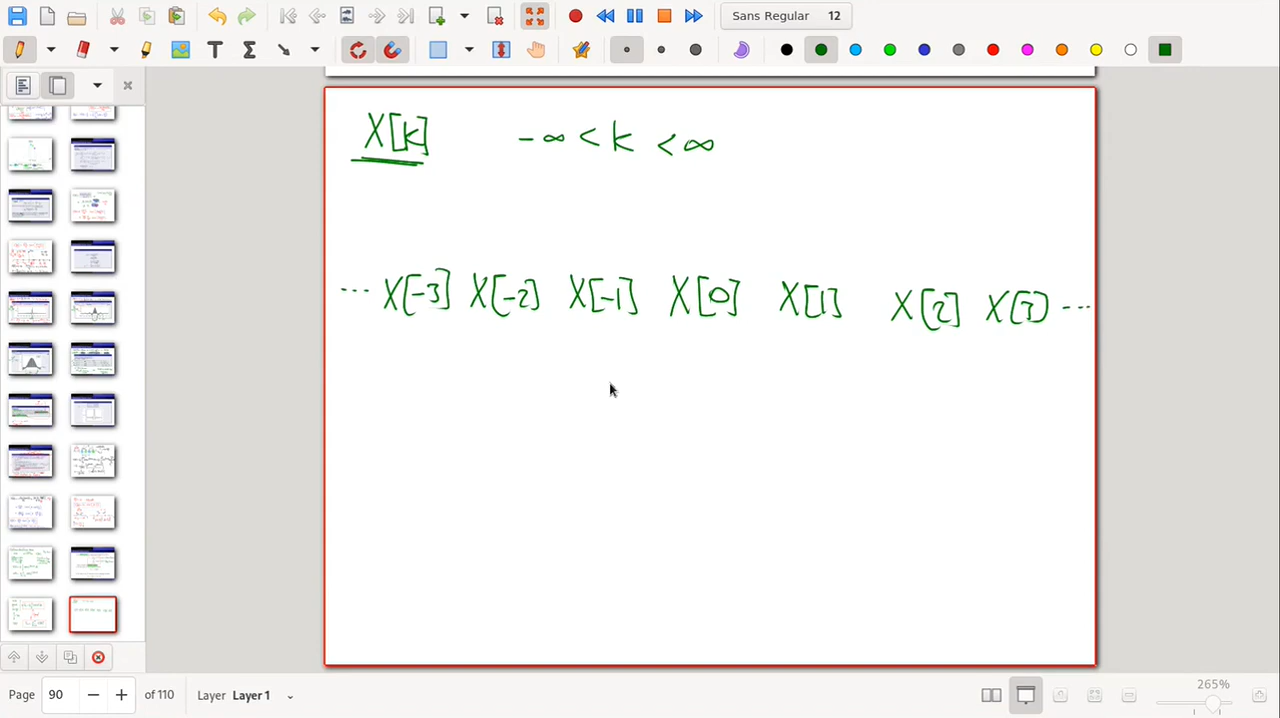 Sans Regular 12
X[k] -∞ < k < ∞
... X[-3] X[-2] X[-1] X[0] X[1] X[2] X[3] ...
265%
Page 90 of 110 Layer Layer 1